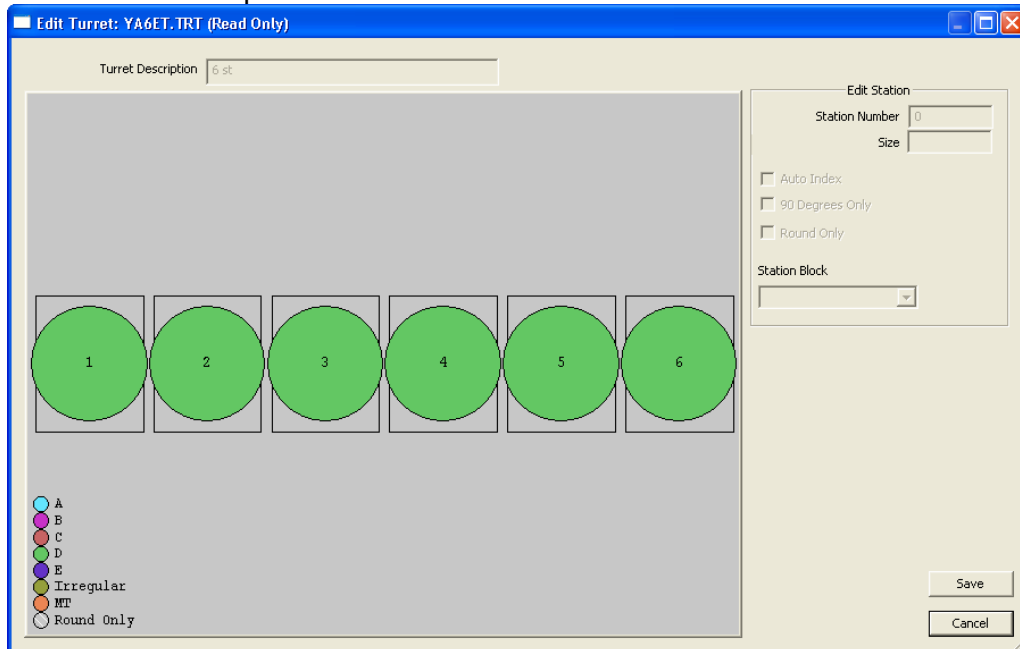 Edit Turret: YA6ET.TRT (Read Only)
Turret Description 6 st
Edit Station
Station Number 0
Size
Auto Index
90 Degrees Only
Round Only
Station Block
1 2 3 4 5 6
A
B
C
D
E
Irregular
MT
Round Only
Save
Cancel